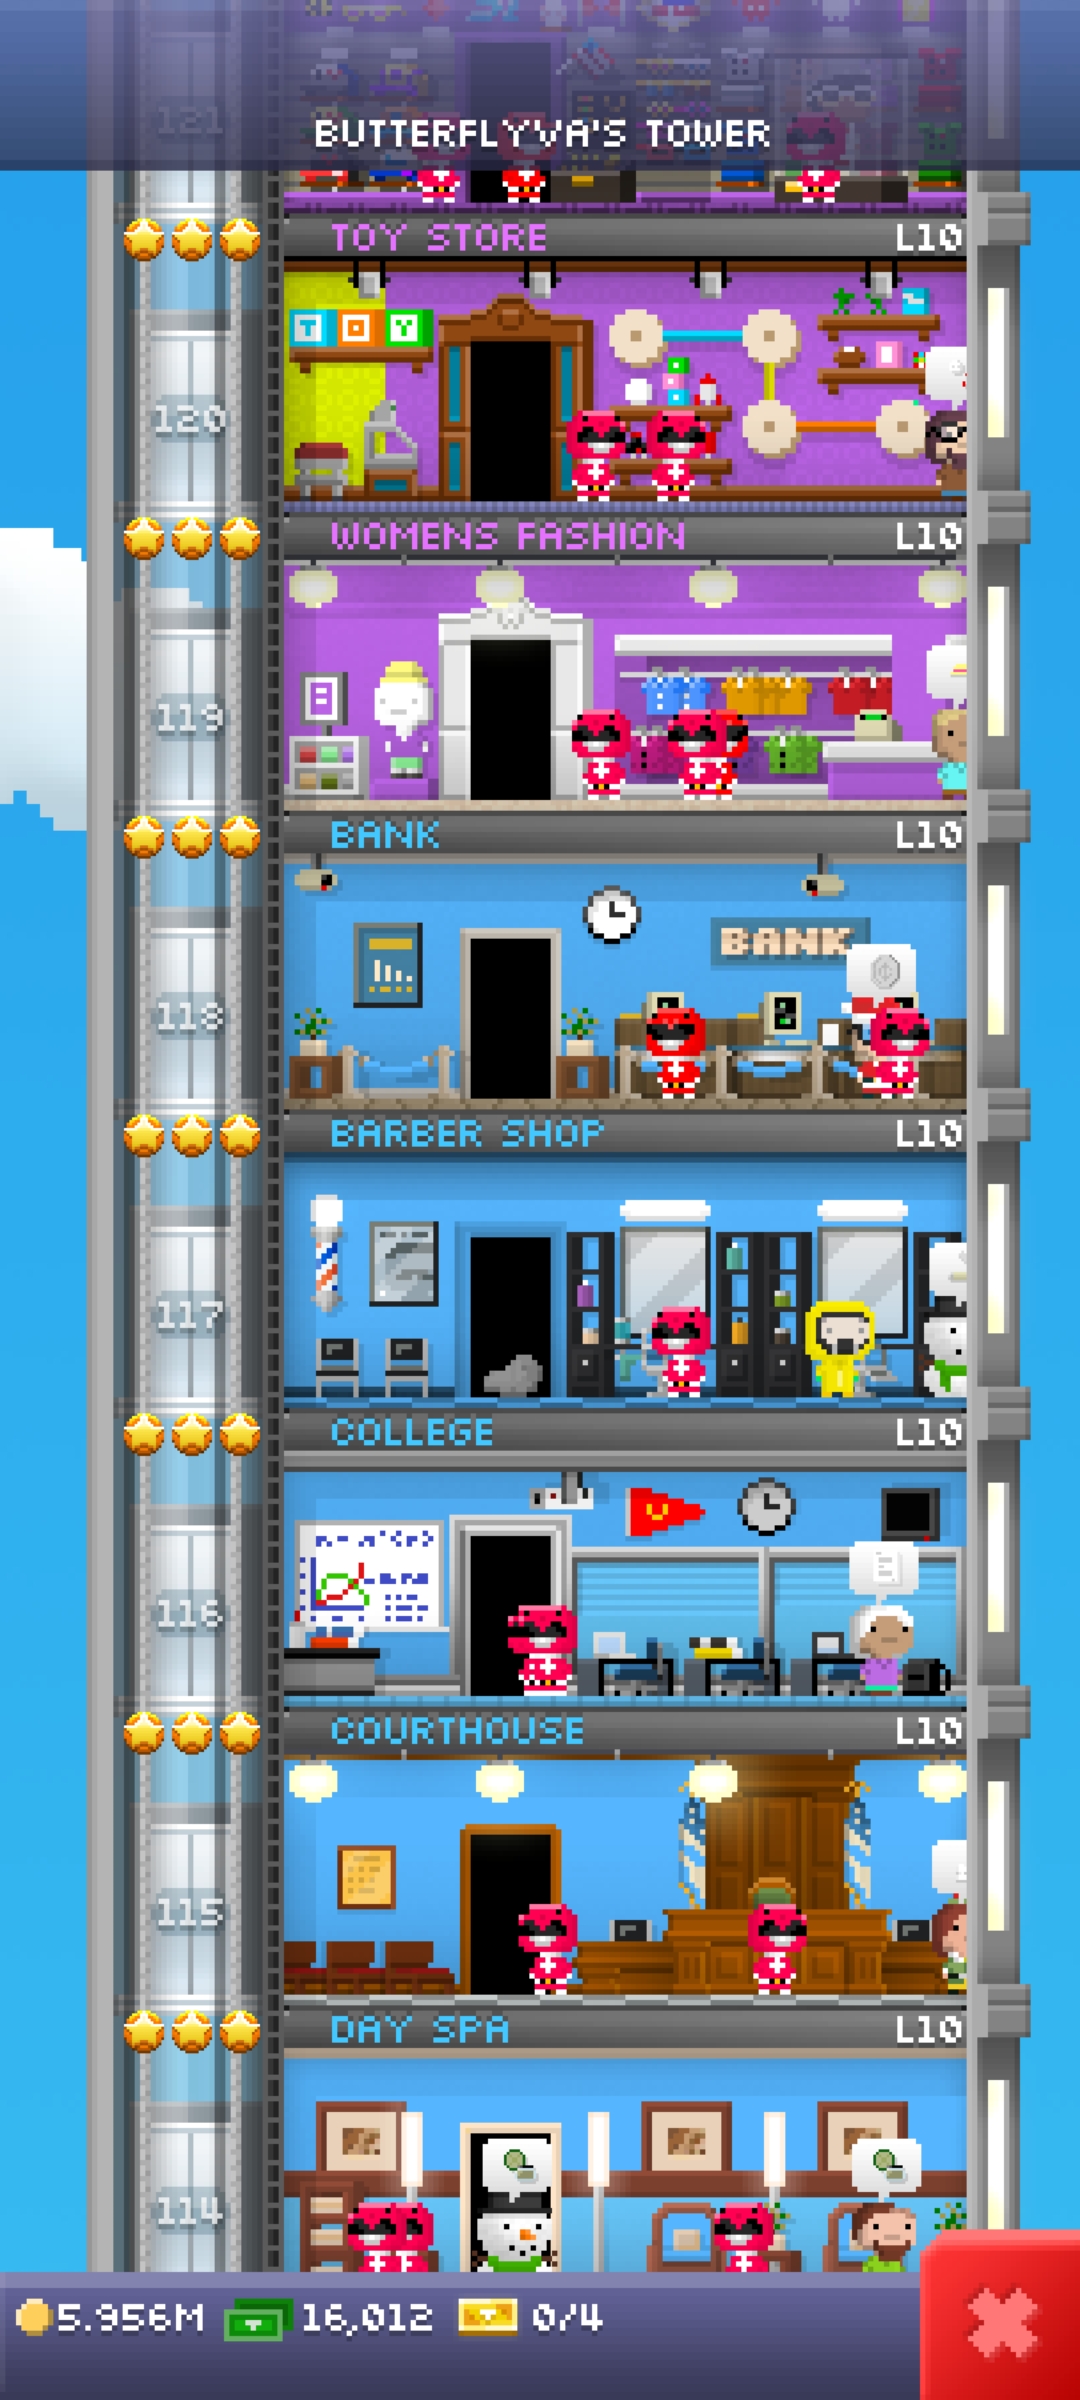 121
BUTTERFLYVA'S TOWER
TOY STORE L10
TOY
120
WOMENS FASHION L10
119
BANK L10
BANK
118
BARBER SHOP L10
117
COLLEGE L10
U
116
COURTHOUSE L10
115
DAY SPA L10
114
5.956M 16,012 0/4